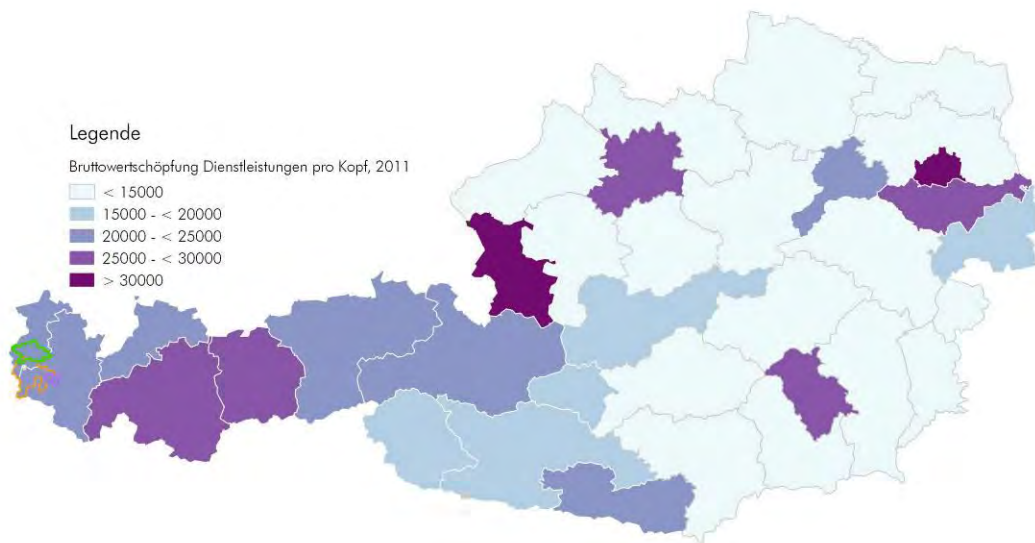 Legende
Bruttowertschöpfung Dienstleistungen pro Kopf, 2011
< 15000
15000 - < 20000
20000 - < 25000
25000 - < 30000
> 30000